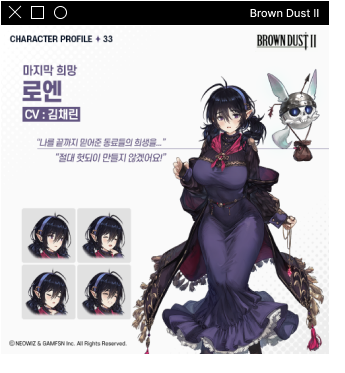 Brown Dust II
CHARACTER PROFILE + 33
BROWN DUST II
마지막 희망
로엔
CV : 김채린
"나를 끝까지 믿어준 동료들의 희생을..."
"절대 헛되이 만들지 않겠어요!"
ⓒNEOWIZ & GAMFSN Inc. All Rights Reserved.